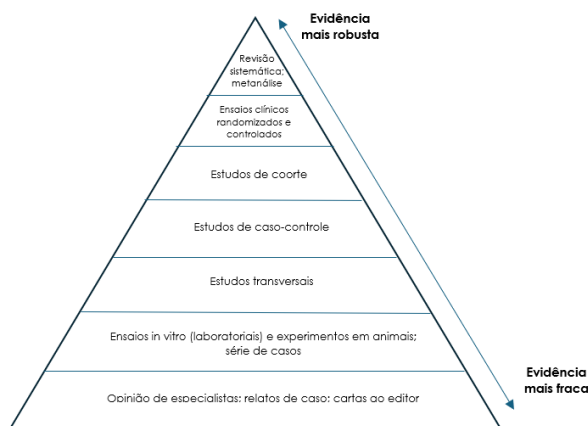 Evidência
mais robusta
Revisão
sistemática;
metanálise
Ensaios clínicos
randomizados e
controlados
Estudos de coorte
Estudos de caso-controle
Estudos transversais
Ensaios in vitro (laboratoriais) e experimentos em animais;
série de casos
Evidência
mais fraca
Opinião de especialistas; relatos de caso; cartas ao editor